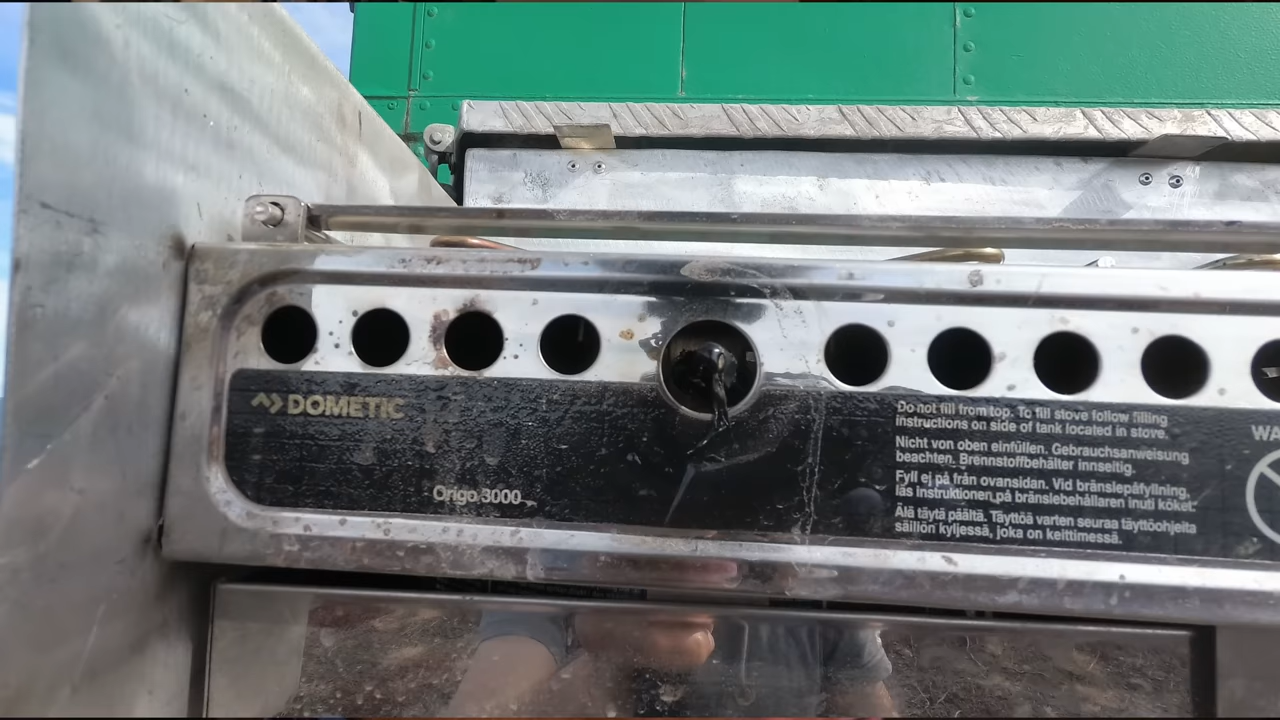 DOMETIC
Origo 3000
Do not fill from top. To fill stove follow filling
instructions on side of tank located in stove.
Nicht von oben einfüllen. Gebrauchsanweisung
beachten. Brennstoffbehälter innseitig.
Fyll ej på från ovansidan. Vid bränslepåfyllning,
läs instruktionen på bränslebehållaren inuti köket.
Älä täytä päältä. Täyttöä varten seuraa täyttöohjeita
säiliön kyljessä, joka on keittimessä.
WA